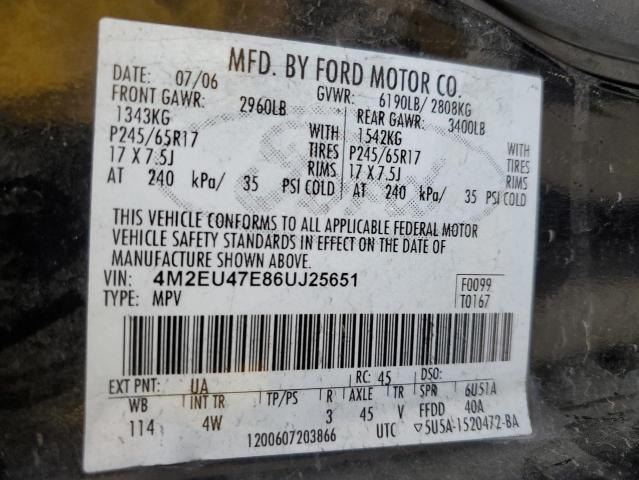 MFD. BY FORD MOTOR CO.
DATE: 07/06 GVWR: 6190LB/ 2808KG
FRONT GAWR: 2960LB REAR GAWR: 3400LB
1343KG WITH 1542KG WITH
P245/65R17 TIRES P245/65R17 TIRES
17 X 7.5J RIMS 17 X 7.5J RIMS
AT 240 kPa/ 35 PSI COLD AT 240 kPa/ 35 PSI COLD
THIS VEHICLE CONFORMS TO ALL APPLICABLE FEDERAL MOTOR
VEHICLE SAFETY STANDARDS IN EFFECT ON THE DATE OF
MANUFACTURE SHOWN ABOVE.
VIN: 4M2EU47E86UJ25651 F0099
TYPE: MPV T0167
EXT PNT: UA RC: 45 DSO:
WB INT TR TP/PS R AXLE TR SPR 6U51A
114 4W 3 45 V FFDD 40A
1200607203866 UTC ▽5U5A-1520472-BA